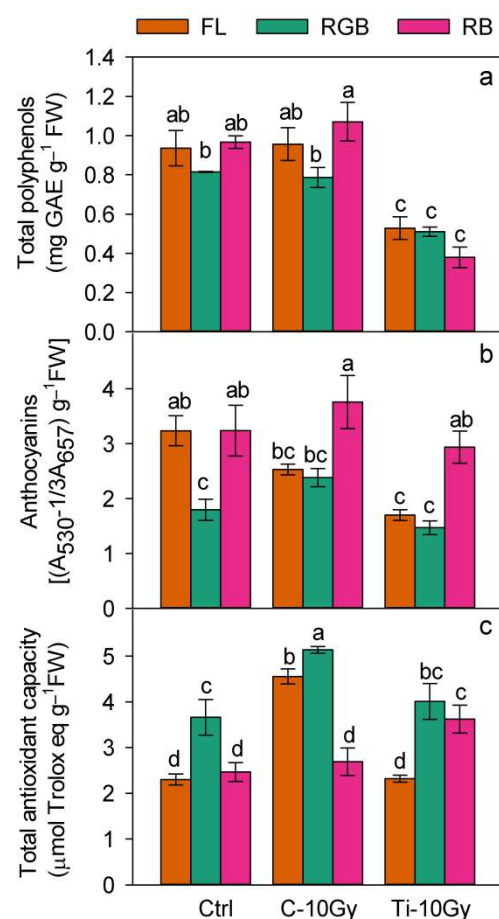 FL RGB RB
a
Total polyphenols
(mg GAE g⁻¹ FW)
1.4
1.2
1.0
0.8
0.6
0.4
0.2
0.0
ab b ab
ab b a
c c c
b
Anthocyanins
[(A530-1/3A657) g⁻¹FW]
4
3
2
1
0
ab c ab
bc bc a
c c ab
c
Total antioxidant capacity
(μmol Trolox eq g⁻¹FW)
5
4
3
2
1
0
d c d
b a d
d bc c
Ctrl C-10Gy Ti-10Gy